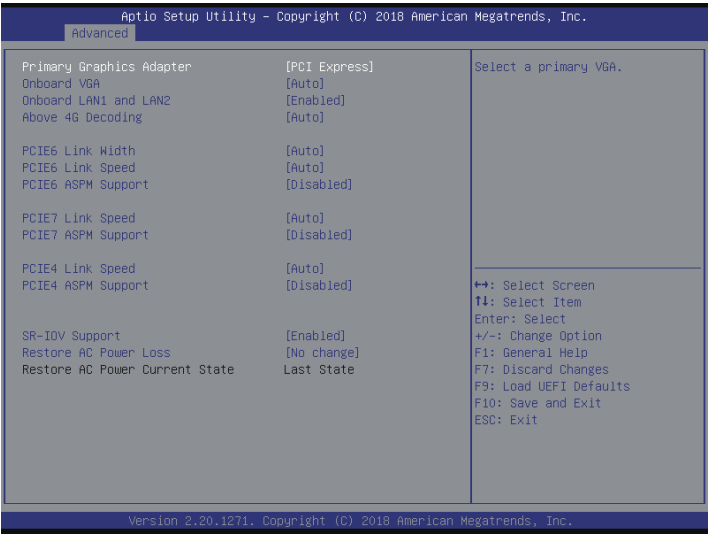 Aptio Setup Utility – Copyright (C) 2018 American Megatrends, Inc.
Advanced
Primary Graphics Adapter [PCI Express]
Onboard VGA [Auto]
Onboard LAN1 and LAN2 [Enabled]
Above 4G Decoding [Auto]
PCIE6 Link Width [Auto]
PCIE6 Link Speed [Auto]
PCIE6 ASPM Support [Disabled]
PCIE7 Link Speed [Auto]
PCIE7 ASPM Support [Disabled]
PCIE4 Link Speed [Auto]
PCIE4 ASPM Support [Disabled]
SR-IOV Support [Enabled]
Restore AC Power Loss [No change]
Restore AC Power Current State Last State
Select a primary VGA.
↔: Select Screen
↑↓: Select Item
Enter: Select
+/-: Change Option
F1: General Help
F7: Discard Changes
F9: Load UEFI Defaults
F10: Save and Exit
ESC: Exit
Version 2.20.1271. Copyright (C) 2018 American Megatrends, Inc.